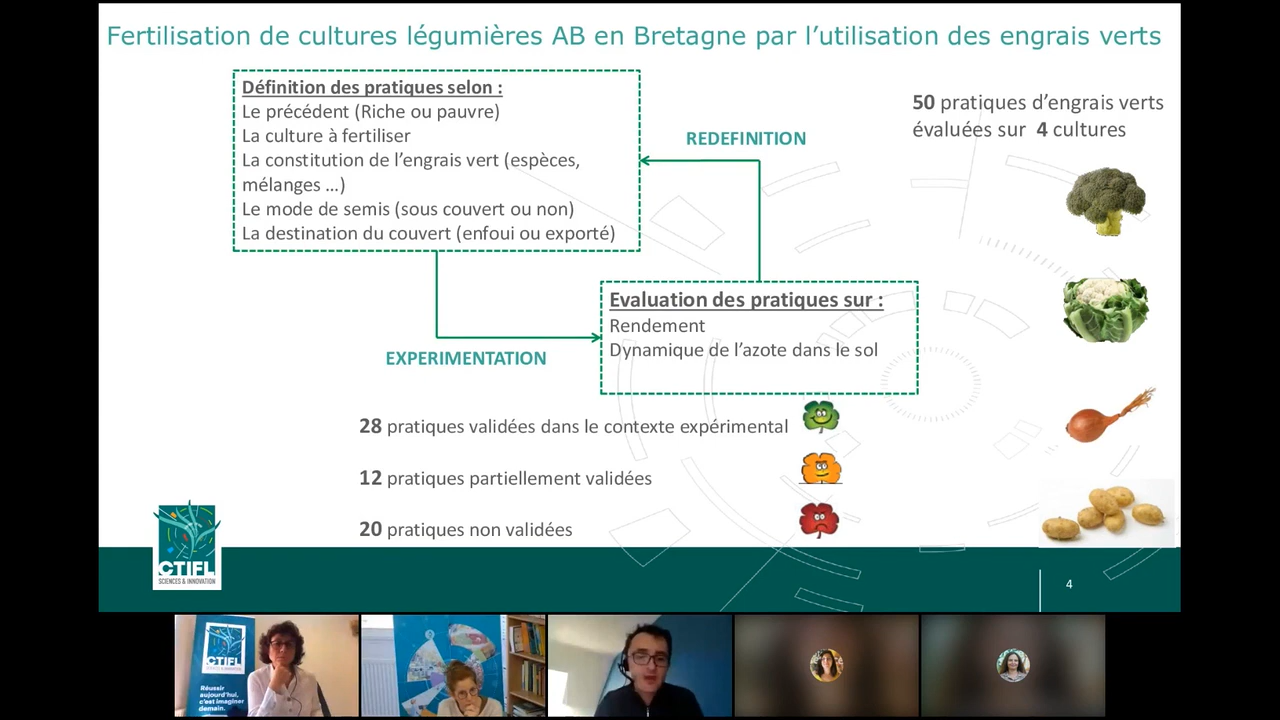 Fertilisation de cultures légumières AB en Bretagne par l'utilisation des engrais verts
Définition des pratiques selon :
Le précédent (Riche ou pauvre)
La culture à fertiliser
La constitution de l'engrais vert (espèces,
mélanges ...)
Le mode de semis (sous couvert ou non)
La destination du couvert (enfoui ou exporté)
REDEFINITION
50 pratiques d'engrais verts
évaluées sur 4 cultures
Evaluation des pratiques sur :
Rendement
Dynamique de l'azote dans le sol
EXPERIMENTATION
28 pratiques validées dans le contexte expérimental
12 pratiques partiellement validées
20 pratiques non validées
CTIFL
SCIENCES & INNOVATION
4
CTIFL
SCIENCES & INNOVATION
Réussir
aujourd'hui,
c'est imaginer
demain.